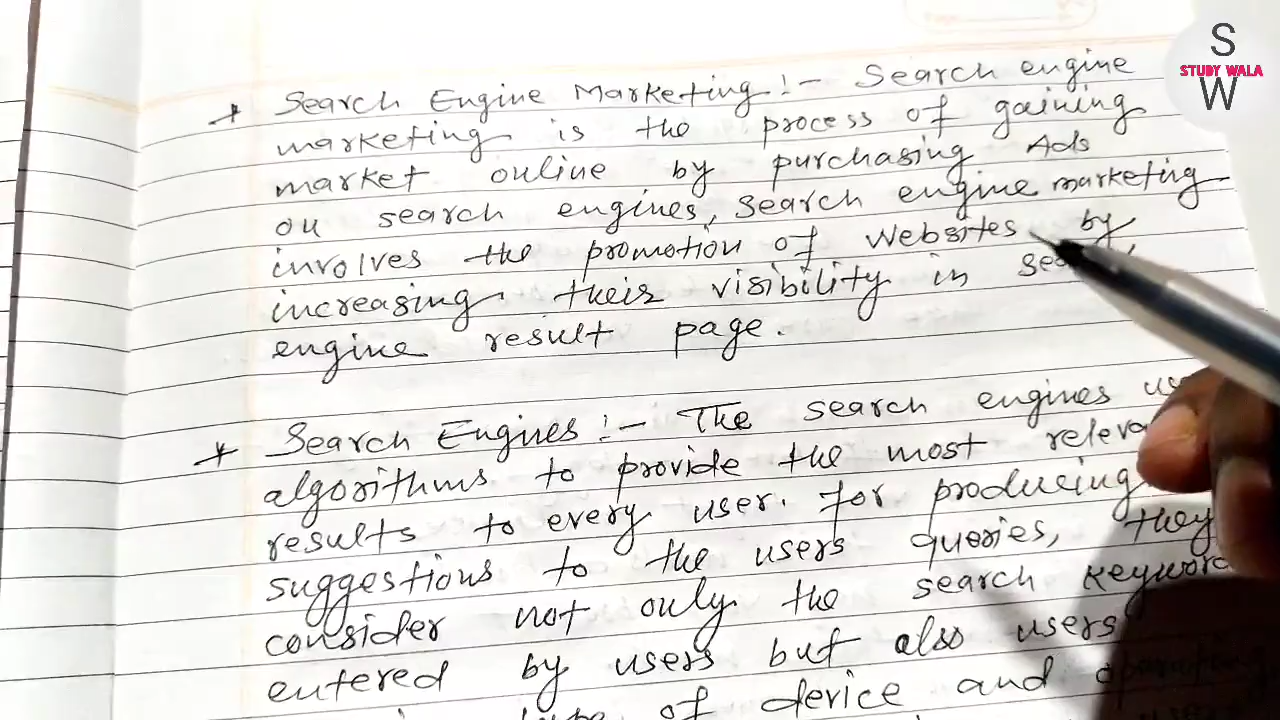 S
STUDY WALA
W
* Search Engine Marketing :- Search engine
marketing is the process of gaining
market online by purchasing Ads
on search engines, search engine marketing
involves the promotion of websites by
increasing their visibility in
engine result page.
* Search Engines :- The search engines
algorithms to provide the most
results to every user. for producing
suggestions to the users queries, they
consider not only the search
entered by users but also users
of device and operating